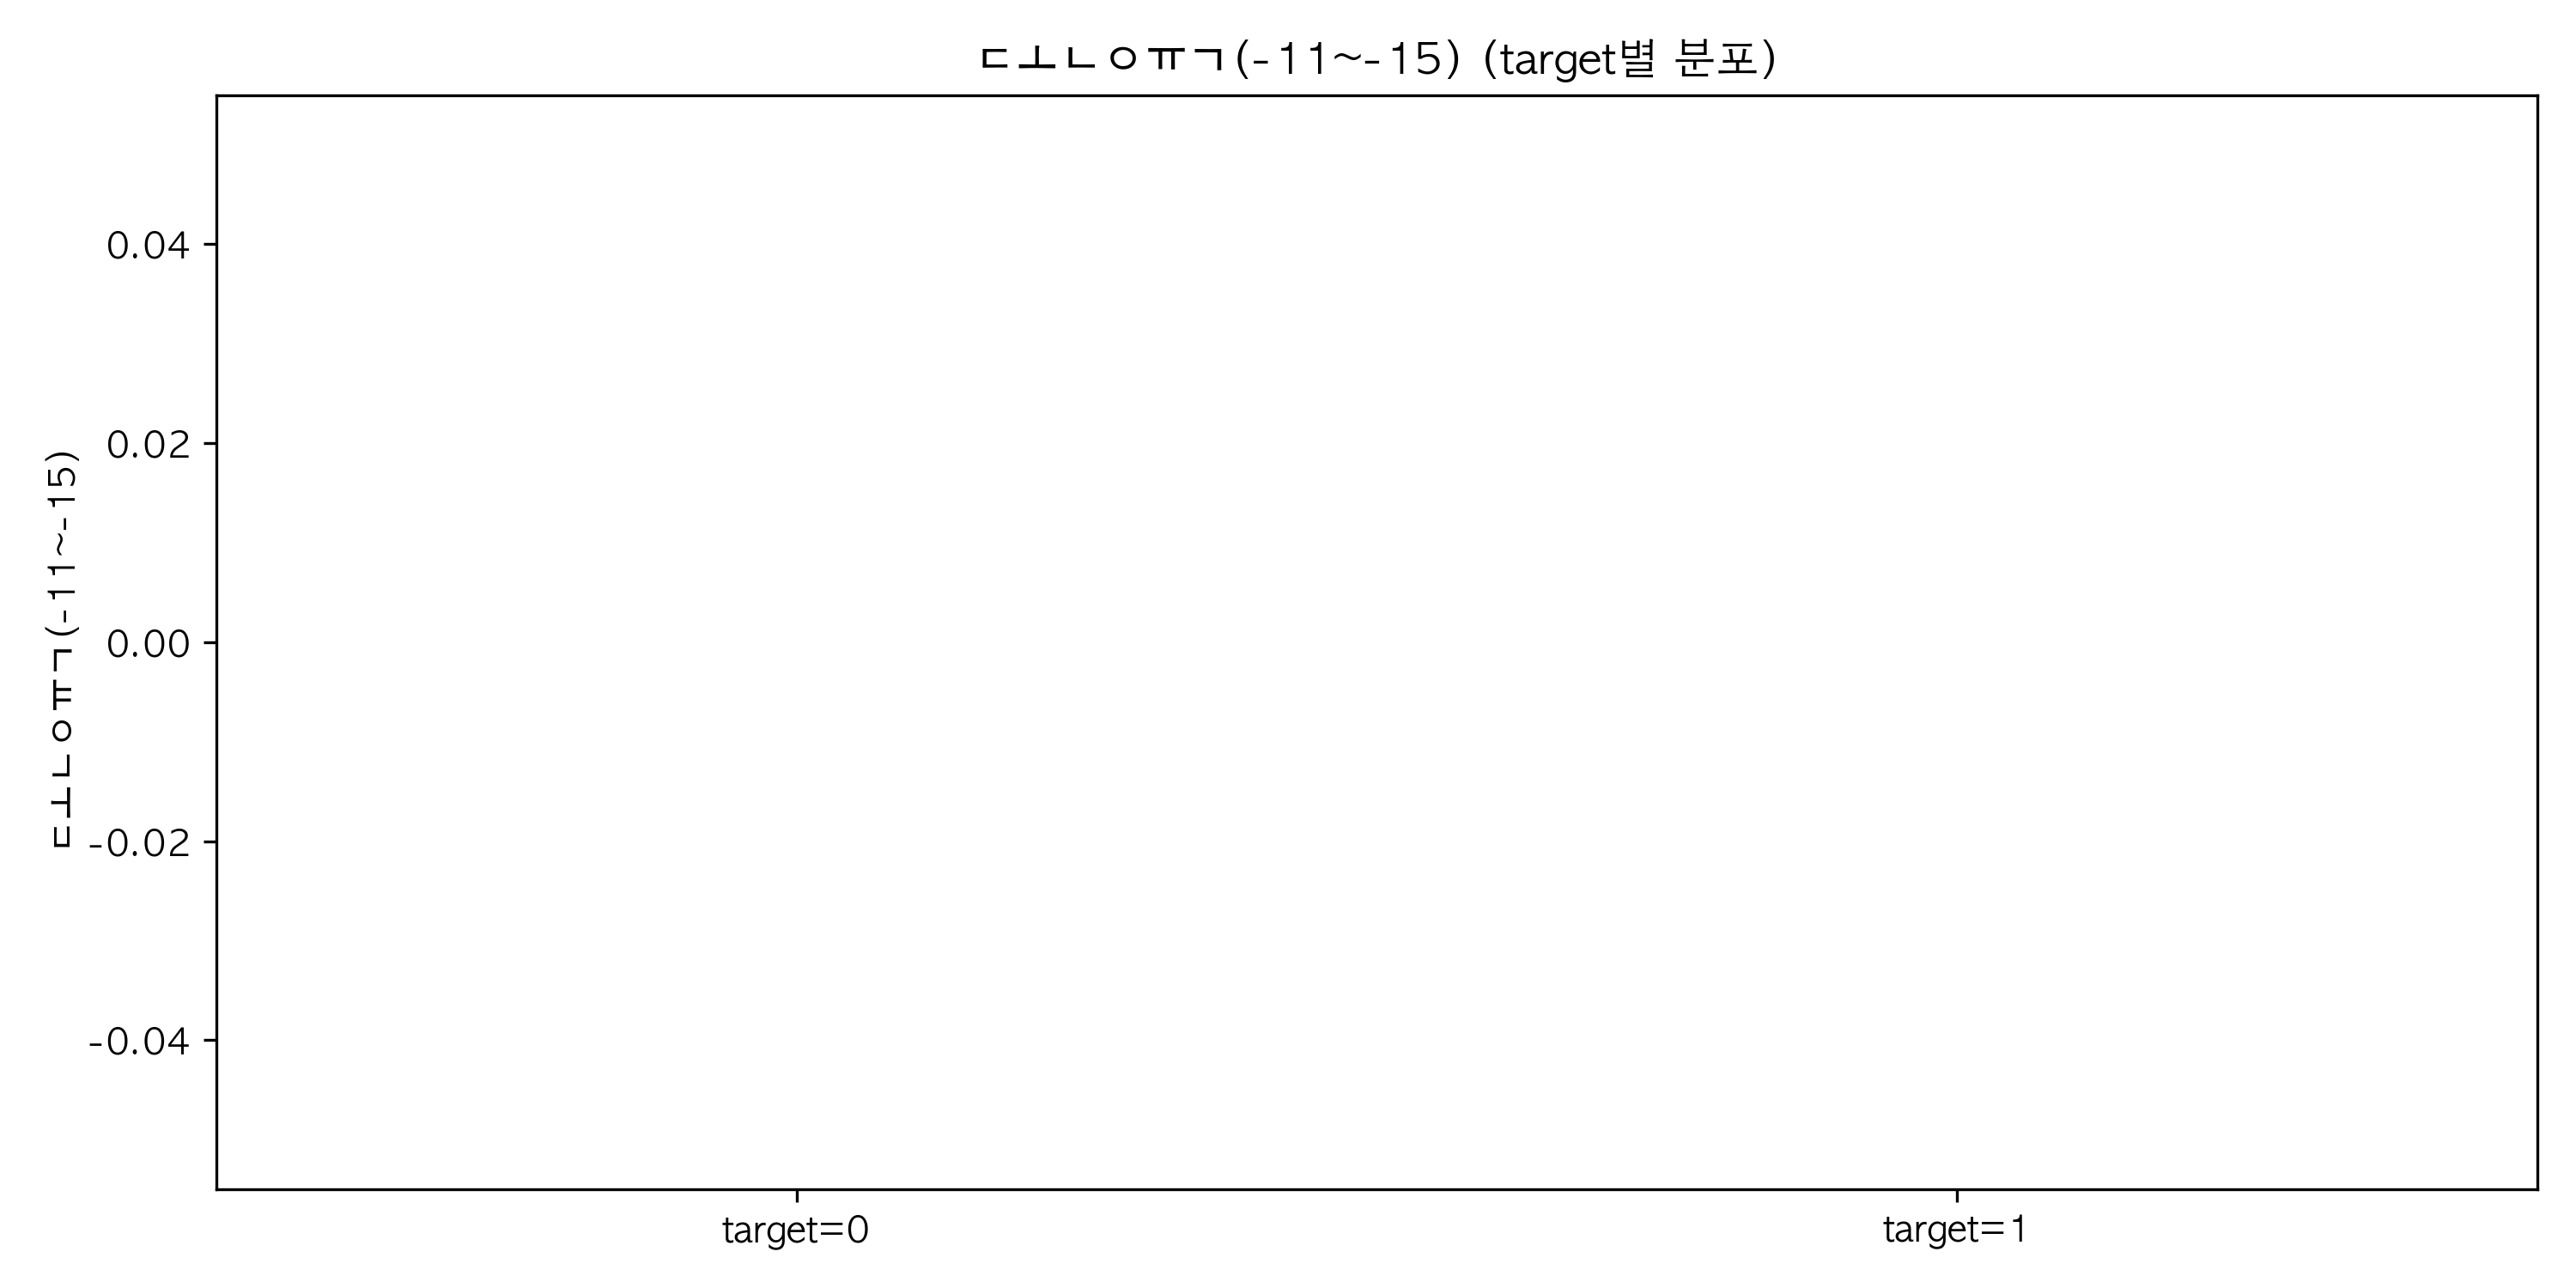 ㄷㅗㄴㅇㅠㄱ(-11~-15) (target별 분포)
ㄷㅗㄴㅇㅠㄱ(-11~-15)
0.04
0.02
0.00
-0.02
-0.04
target=0
target=1